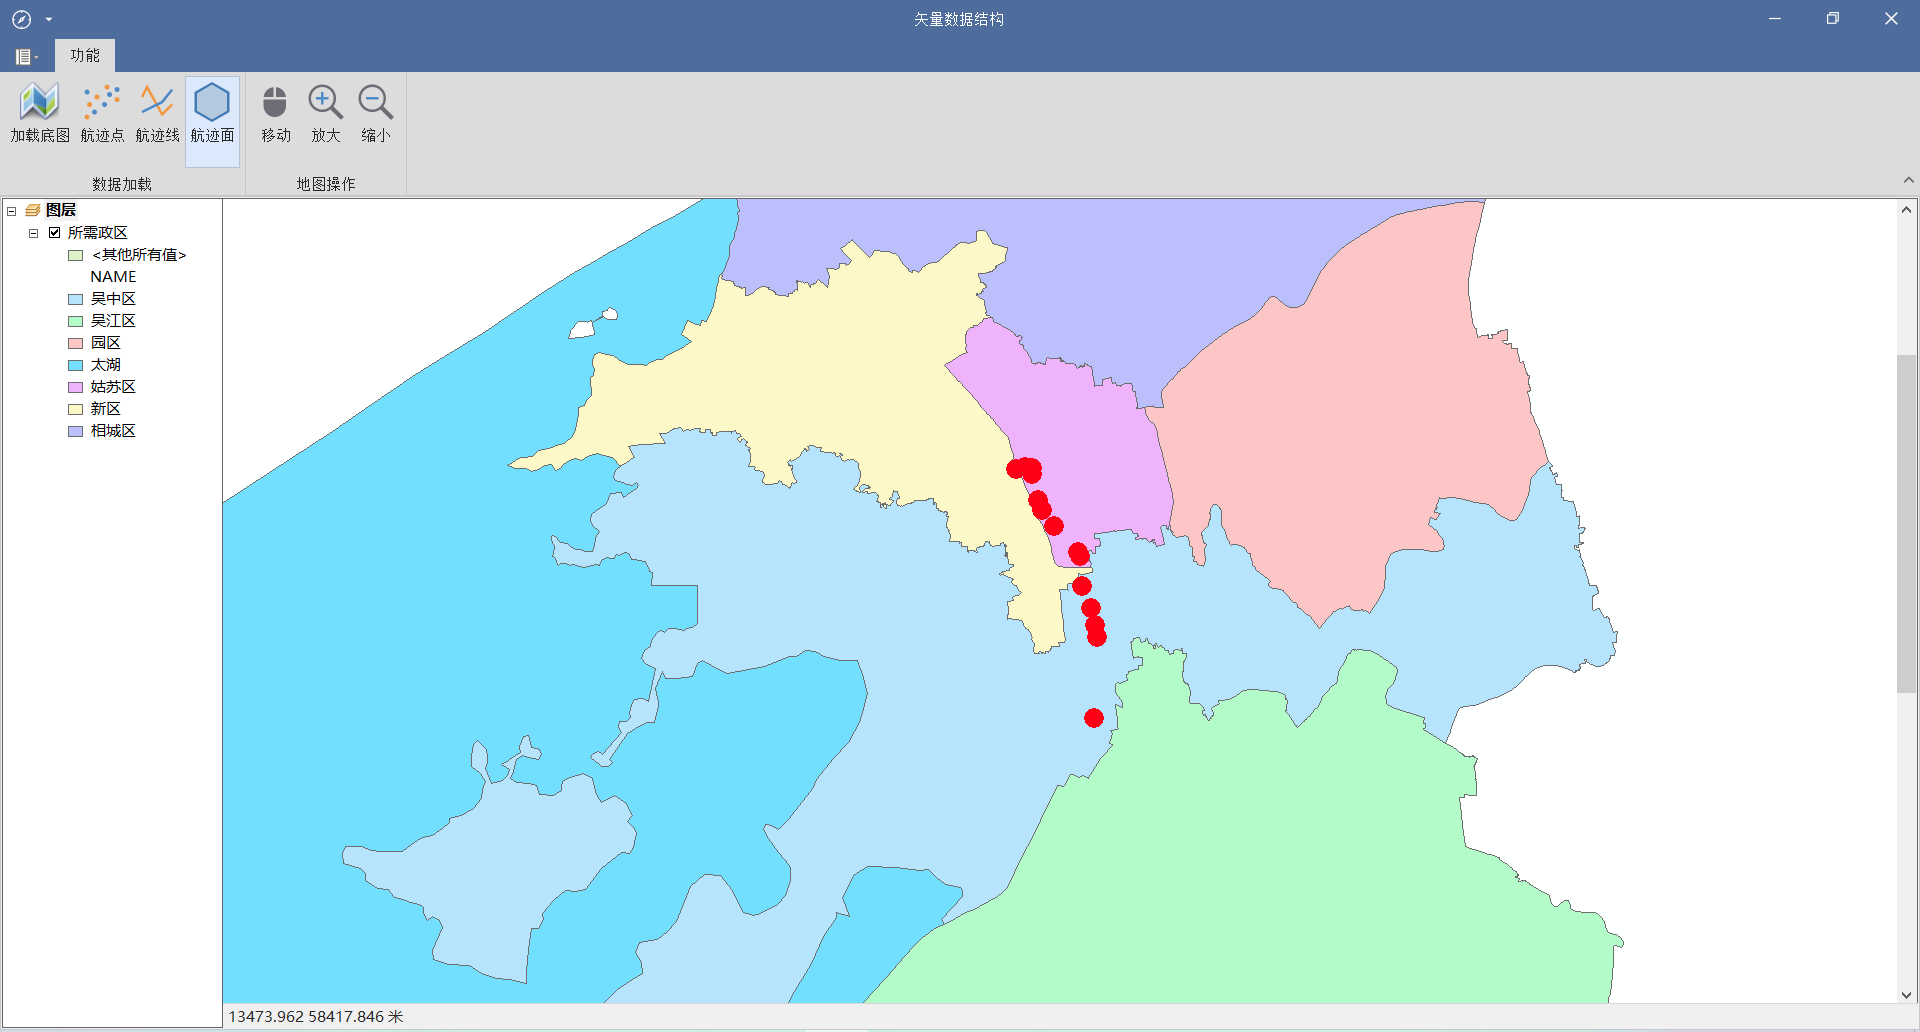 矢量数据结构
功能
加载底图 航迹点 航迹线 航迹面 移动 放大 缩小
数据加载 地图操作
图层
所需政区
<其他所有值>
NAME
吴中区
吴江区
园区
太湖
姑苏区
新区
相城区
13473.962 58417.846 米